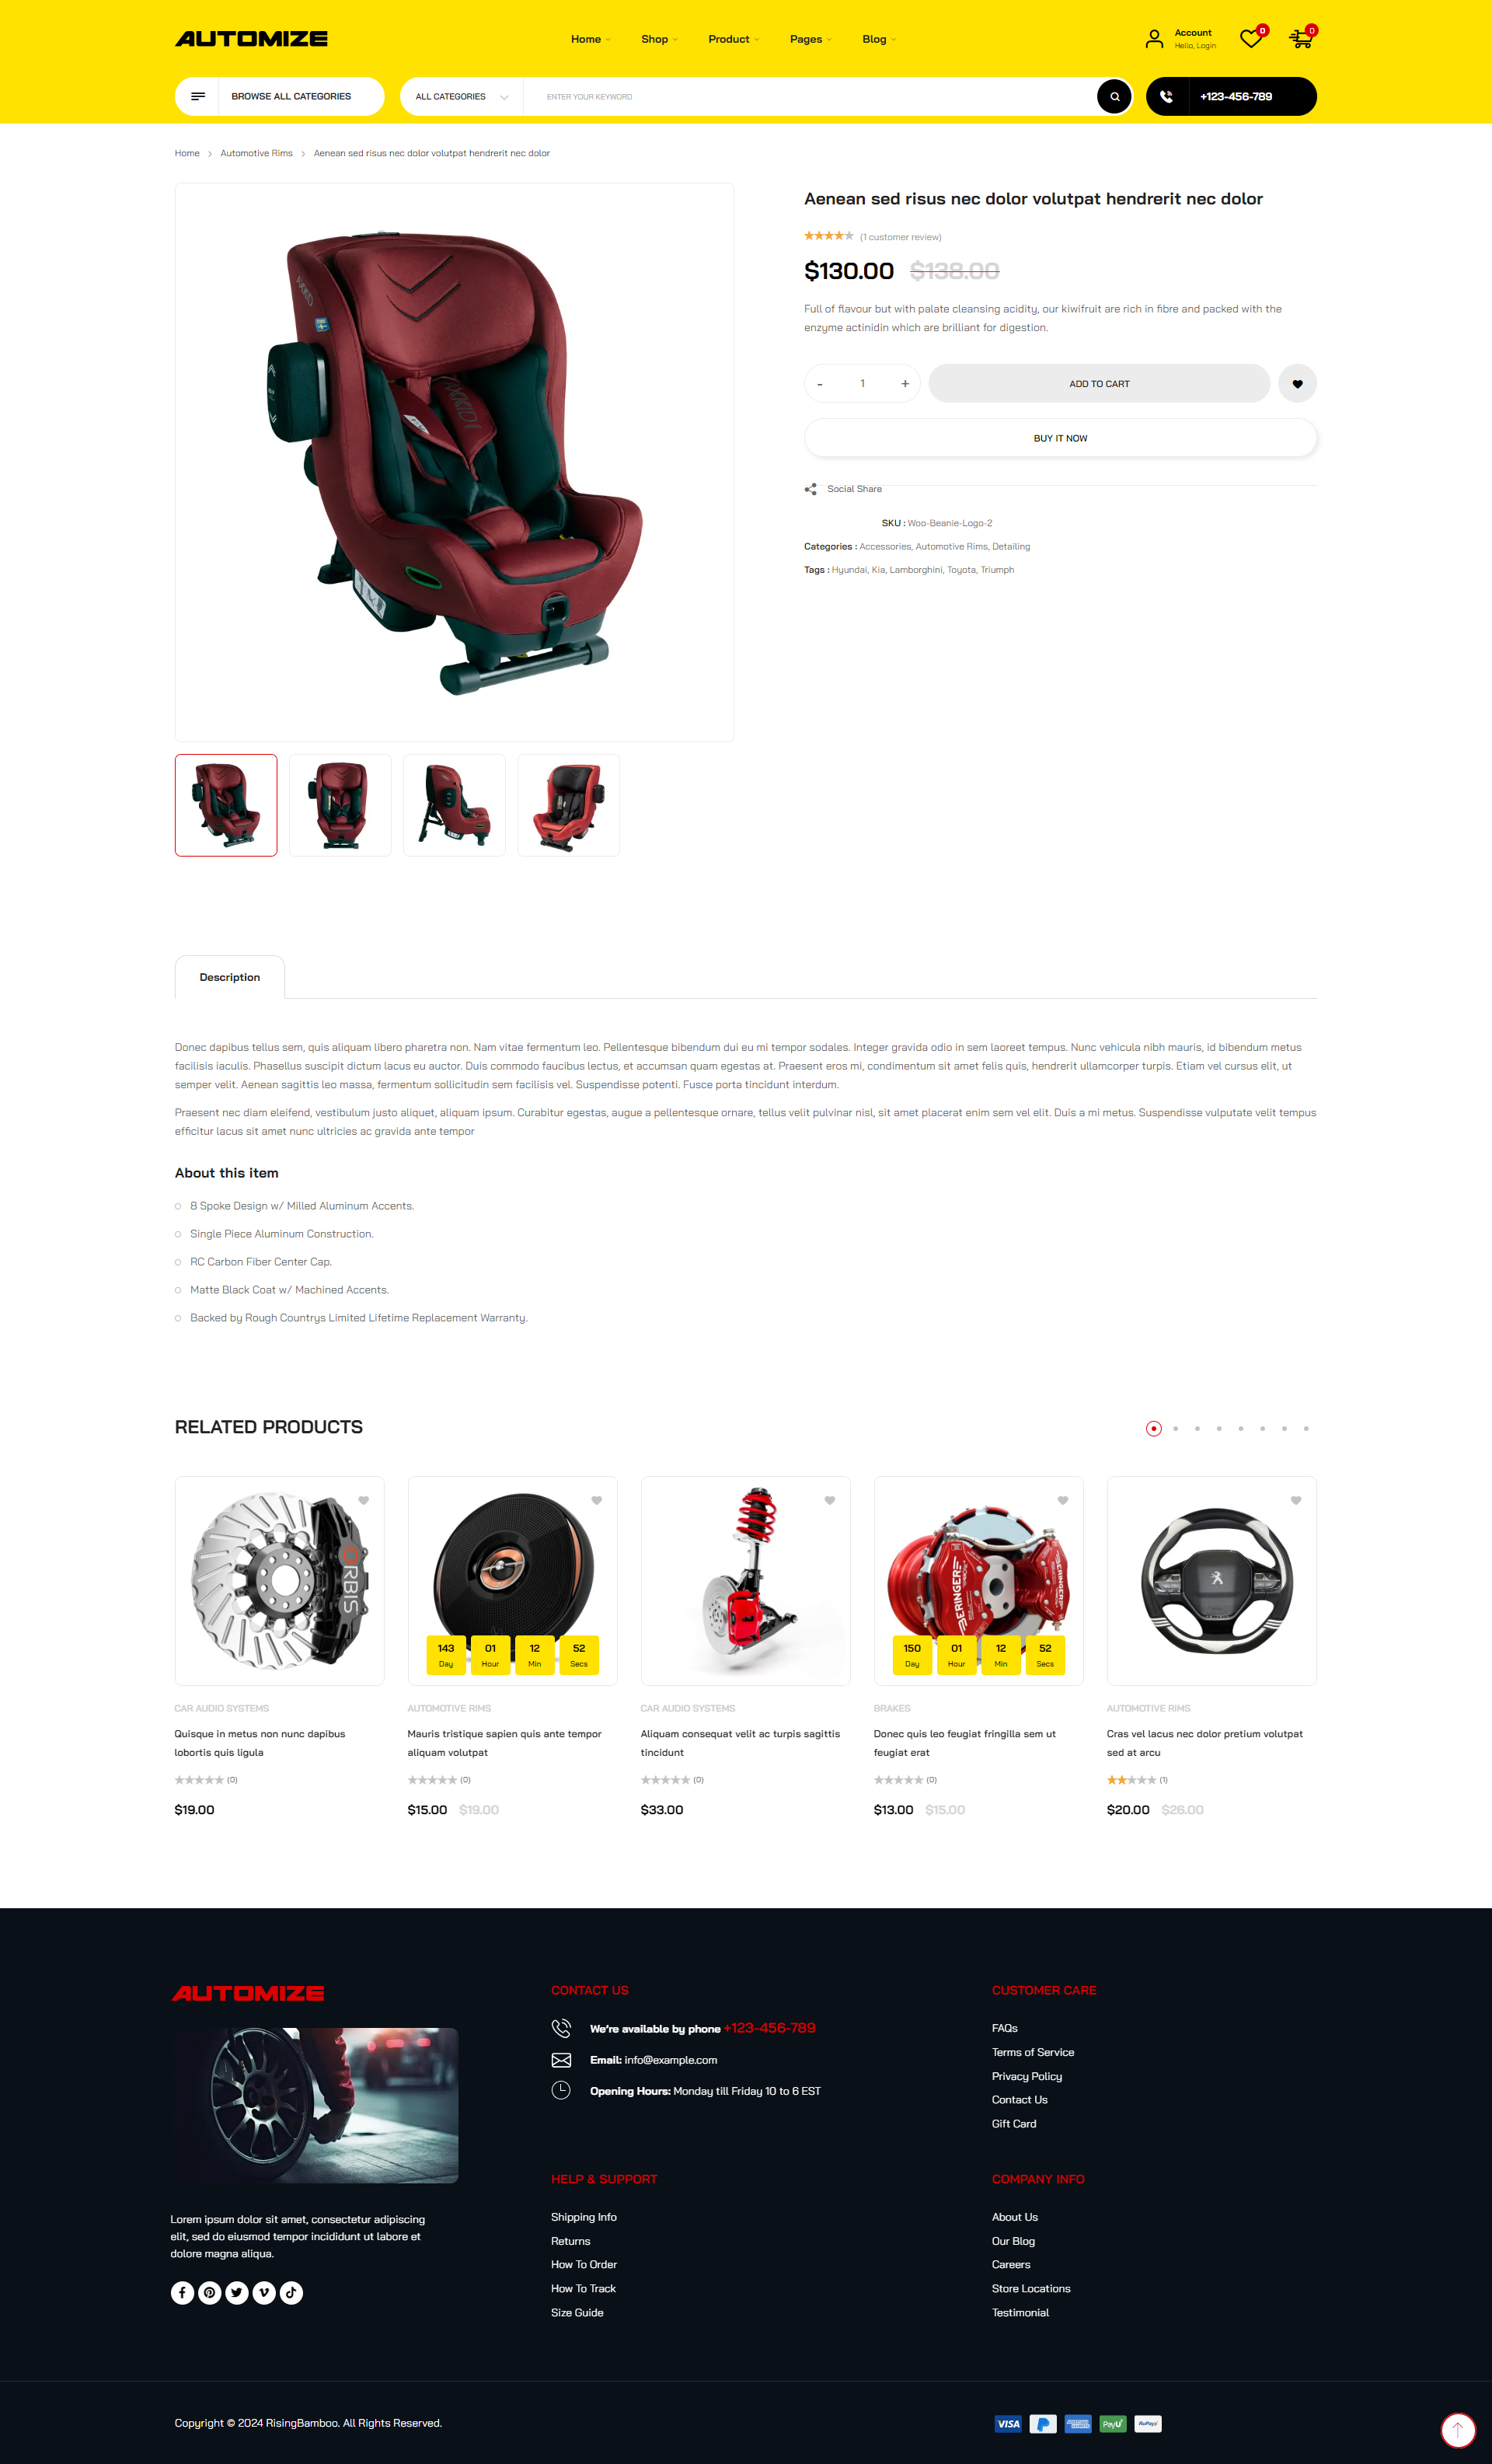 AUTOMIZE
Home
Shop
Product
Pages
Blog
Account
Hello, Login
0
0
BROWSE ALL CATEGORIES
ALL CATEGORIES
ENTER YOUR KEYWORD
+123-456-789
Home
Automotive Rims
Aenean sed risus nec dolor volutpat hendrerit nec dolor
AXKID
AXKID
Aenean sed risus nec dolor volutpat hendrerit nec dolor
(1 customer review)
$130.00 $138.00
Full of flavour but with palate cleansing acidity, our kiwifruit are rich in fibre and packed with the
enzyme actinidin which are brilliant for digestion.
- 1 +
ADD TO CART
BUY IT NOW
Social Share
SKU : Woo-Beanie-Logo-2
Categories : Accessories, Automotive Rims, Detailing
Tags : Hyundai, Kia, Lamborghini, Toyota, Triumph
Description
Donec dapibus tellus sem, quis aliquam libero pharetra non. Nam vitae fermentum leo. Pellentesque bibendum dui eu mi tempor sodales. Integer gravida odio in sem laoreet tempus. Nunc vehicula nibh mauris, id bibendum metus
facilisis iaculis. Phasellus suscipit dictum lacus eu auctor. Duis commodo faucibus lectus, et accumsan quam egestas at. Praesent eros mi, condimentum sit amet felis quis, hendrerit ullamcorper turpis. Etiam vel cursus elit, ut
semper velit. Aenean sagittis leo massa, fermentum sollicitudin sem facilisis vel. Suspendisse potenti. Fusce porta tincidunt interdum.
Praesent nec diam eleifend, vestibulum justo aliquet, aliquam ipsum. Curabitur egestas, augue a pellentesque ornare, tellus velit pulvinar nisl, sit amet placerat enim sem vel elit. Duis a mi metus. Suspendisse vulputate velit tempus
efficitur lacus sit amet nunc ultricies ac gravida ante tempor
About this item
8 Spoke Design w/ Milled Aluminum Accents.
Single Piece Aluminum Construction.
RC Carbon Fiber Center Cap.
Matte Black Coat w/ Machined Accents.
Backed by Rough Countrys Limited Lifetime Replacement Warranty.
RELATED PRODUCTS
ORBIS
CAR AUDIO SYSTEMS
Quisque in metus non nunc dapibus
lobortis quis ligula
(0)
$19.00
143 01 12 52
Day Hour Min Secs
AUTOMOTIVE RIMS
Mauris tristique sapien quis ante tempor
aliquam volutpat
(0)
$15.00 $19.00
CAR AUDIO SYSTEMS
Aliquam consequat velit ac turpis sagittis
tincidunt
(0)
$33.00
BERINGER
BERINGER
150 01 12 52
Day Hour Min Secs
BRAKES
Donec quis leo feugiat fringilla sem ut
feugiat erat
(0)
$13.00 $15.00
AUTOMOTIVE RIMS
Cras vel lacus nec dolor pretium volutpat
sed at arcu
(1)
$20.00 $26.00
AUTOMIZE
Lorem ipsum dolor sit amet, consectetur adipiscing
elit, sed do eiusmod tempor incididunt ut labore et
dolore magna aliqua.
CONTACT US
We're available by phone +123-456-789
Email: info@example.com
Opening Hours: Monday till Friday 10 to 6 EST
CUSTOMER CARE
FAQs
Terms of Service
Privacy Policy
Contact Us
Gift Card
HELP & SUPPORT
Shipping Info
Returns
How To Order
How To Track
Size Guide
COMPANY INFO
About Us
Our Blog
Careers
Store Locations
Testimonial
Copyright © 2024 RisingBamboo. All Rights Reserved.
VISA
AMERICAN EXPRESS
PayU
RuPay